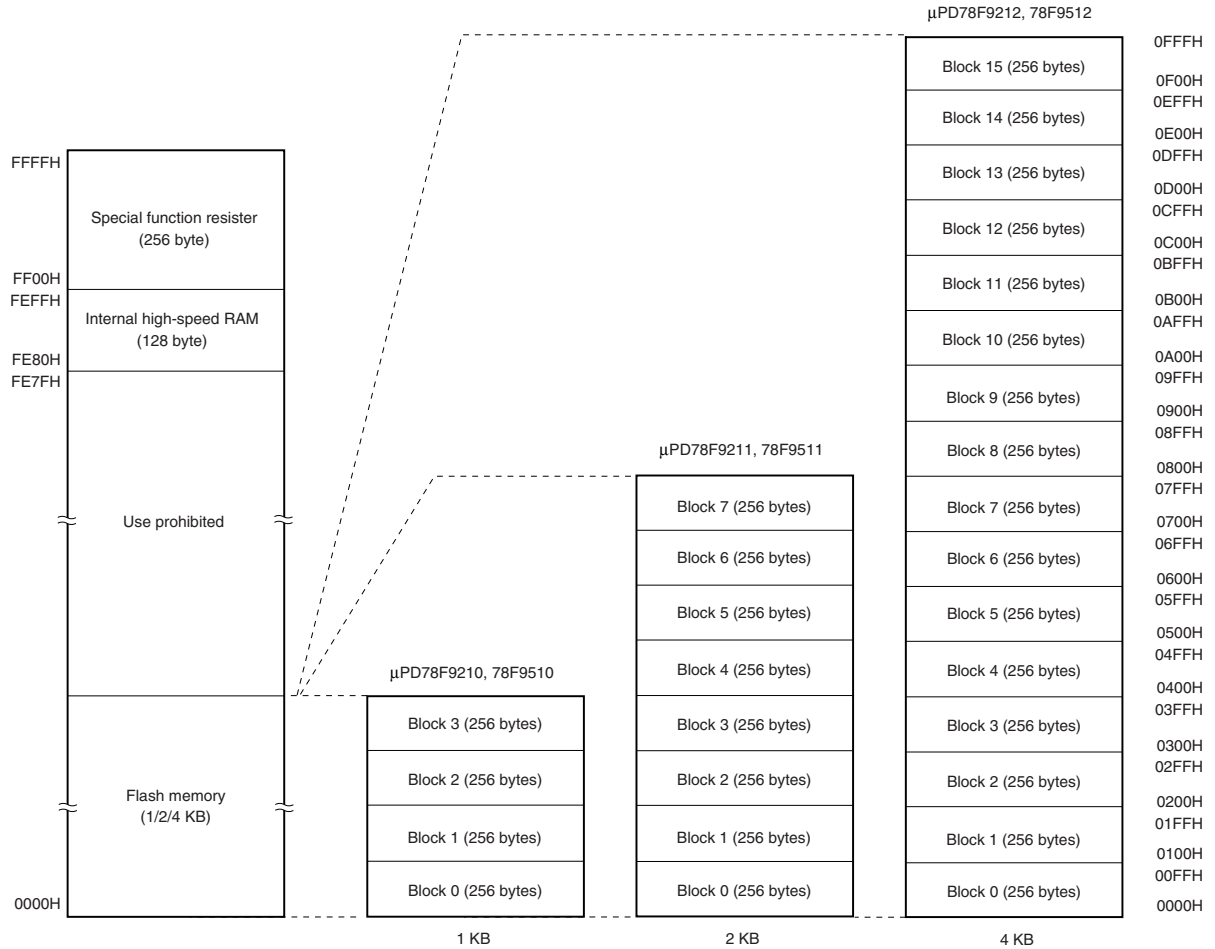 FFFFH
Special function resister
(256 byte)
FF00H
FEFFH
Internal high-speed RAM
(128 byte)
FE80H
FE7FH
Use prohibited
Flash memory
(1/2/4 KB)
0000H
μPD78F9210, 78F9510
Block 3 (256 bytes)
Block 2 (256 bytes)
Block 1 (256 bytes)
Block 0 (256 bytes)
1 KB
μPD78F9211, 78F9511
Block 7 (256 bytes)
Block 6 (256 bytes)
Block 5 (256 bytes)
Block 4 (256 bytes)
Block 3 (256 bytes)
Block 2 (256 bytes)
Block 1 (256 bytes)
Block 0 (256 bytes)
2 KB
μPD78F9212, 78F9512
Block 15 (256 bytes)
Block 14 (256 bytes)
Block 13 (256 bytes)
Block 12 (256 bytes)
Block 11 (256 bytes)
Block 10 (256 bytes)
Block 9 (256 bytes)
Block 8 (256 bytes)
Block 7 (256 bytes)
Block 6 (256 bytes)
Block 5 (256 bytes)
Block 4 (256 bytes)
Block 3 (256 bytes)
Block 2 (256 bytes)
Block 1 (256 bytes)
Block 0 (256 bytes)
4 KB
0FFFH
0F00H
0EFFH
0E00H
0DFFH
0D00H
0CFFH
0C00H
0BFFH
0B00H
0AFFH
0A00H
09FFH
0900H
08FFH
0800H
07FFH
0700H
06FFH
0600H
05FFH
0500H
04FFH
0400H
03FFH
0300H
02FFH
0200H
01FFH
0100H
00FFH
0000H